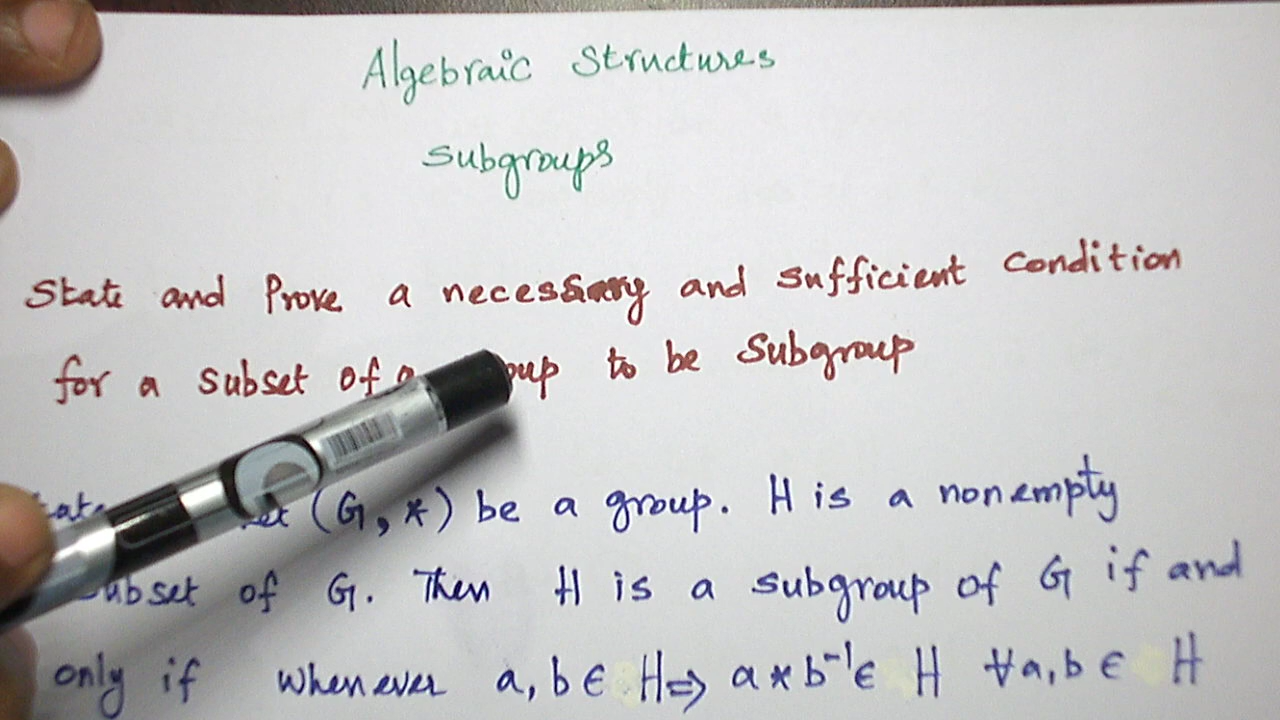 Algebraic Structures
Subgroups
State and Prove a necessary and sufficient condition
for a subset of a to be Subgroup
(G, *) be a group. H is a nonempty
subset of G. Then H is a subgroup of G if and
only if whenever a, b ∈ H ⇒ a * b⁻¹ ∈ H ∀ a, b ∈ H